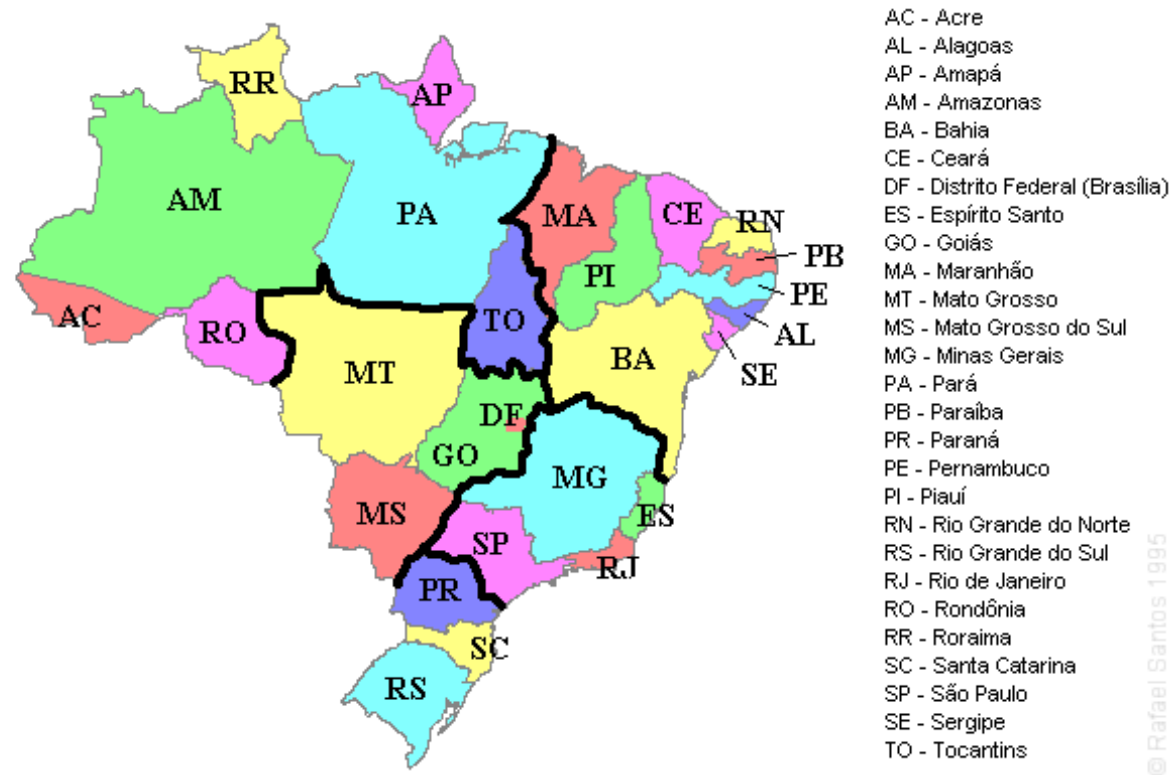 RR
AP
AM
PA
MA
CE
RN
PB
PI
PE
AC
RO
TO
AL
SE
MT
BA
DF
GO
MG
MS
ES
SP
RJ
PR
SC
RS
AC - Acre
AL - Alagoas
AP - Amapá
AM - Amazonas
BA - Bahia
CE - Ceará
DF - Distrito Federal (Brasília)
ES - Espírito Santo
GO - Goiás
MA - Maranhão
MT - Mato Grosso
MS - Mato Grosso do Sul
MG - Minas Gerais
PA - Pará
PB - Paraíba
PR - Paraná
PE - Pernambuco
PI - Piauí
RN - Rio Grande do Norte
RS - Rio Grande do Sul
RJ - Rio de Janeiro
RO - Rondônia
RR - Roraima
SC - Santa Catarina
SP - São Paulo
SE - Sergipe
TO - Tocantins
© Rafael Santos 1995